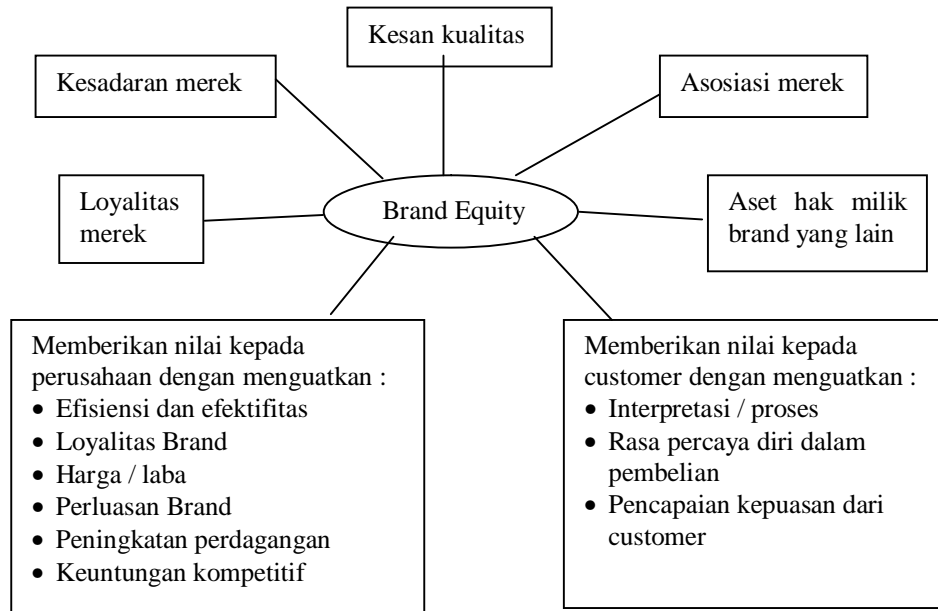 Kesan kualitas
Kesadaran merek
Asosiasi merek
Loyalitas
merek
Brand Equity
Aset hak milik
brand yang lain
Memberikan nilai kepada
perusahaan dengan menguatkan :
• Efisiensi dan efektifitas
• Loyalitas Brand
• Harga / laba
• Perluasan Brand
• Peningkatan perdagangan
• Keuntungan kompetitif
Memberikan nilai kepada
customer dengan menguatkan :
• Interpretasi / proses
• Rasa percaya diri dalam
pembelian
• Pencapaian kepuasan dari
customer